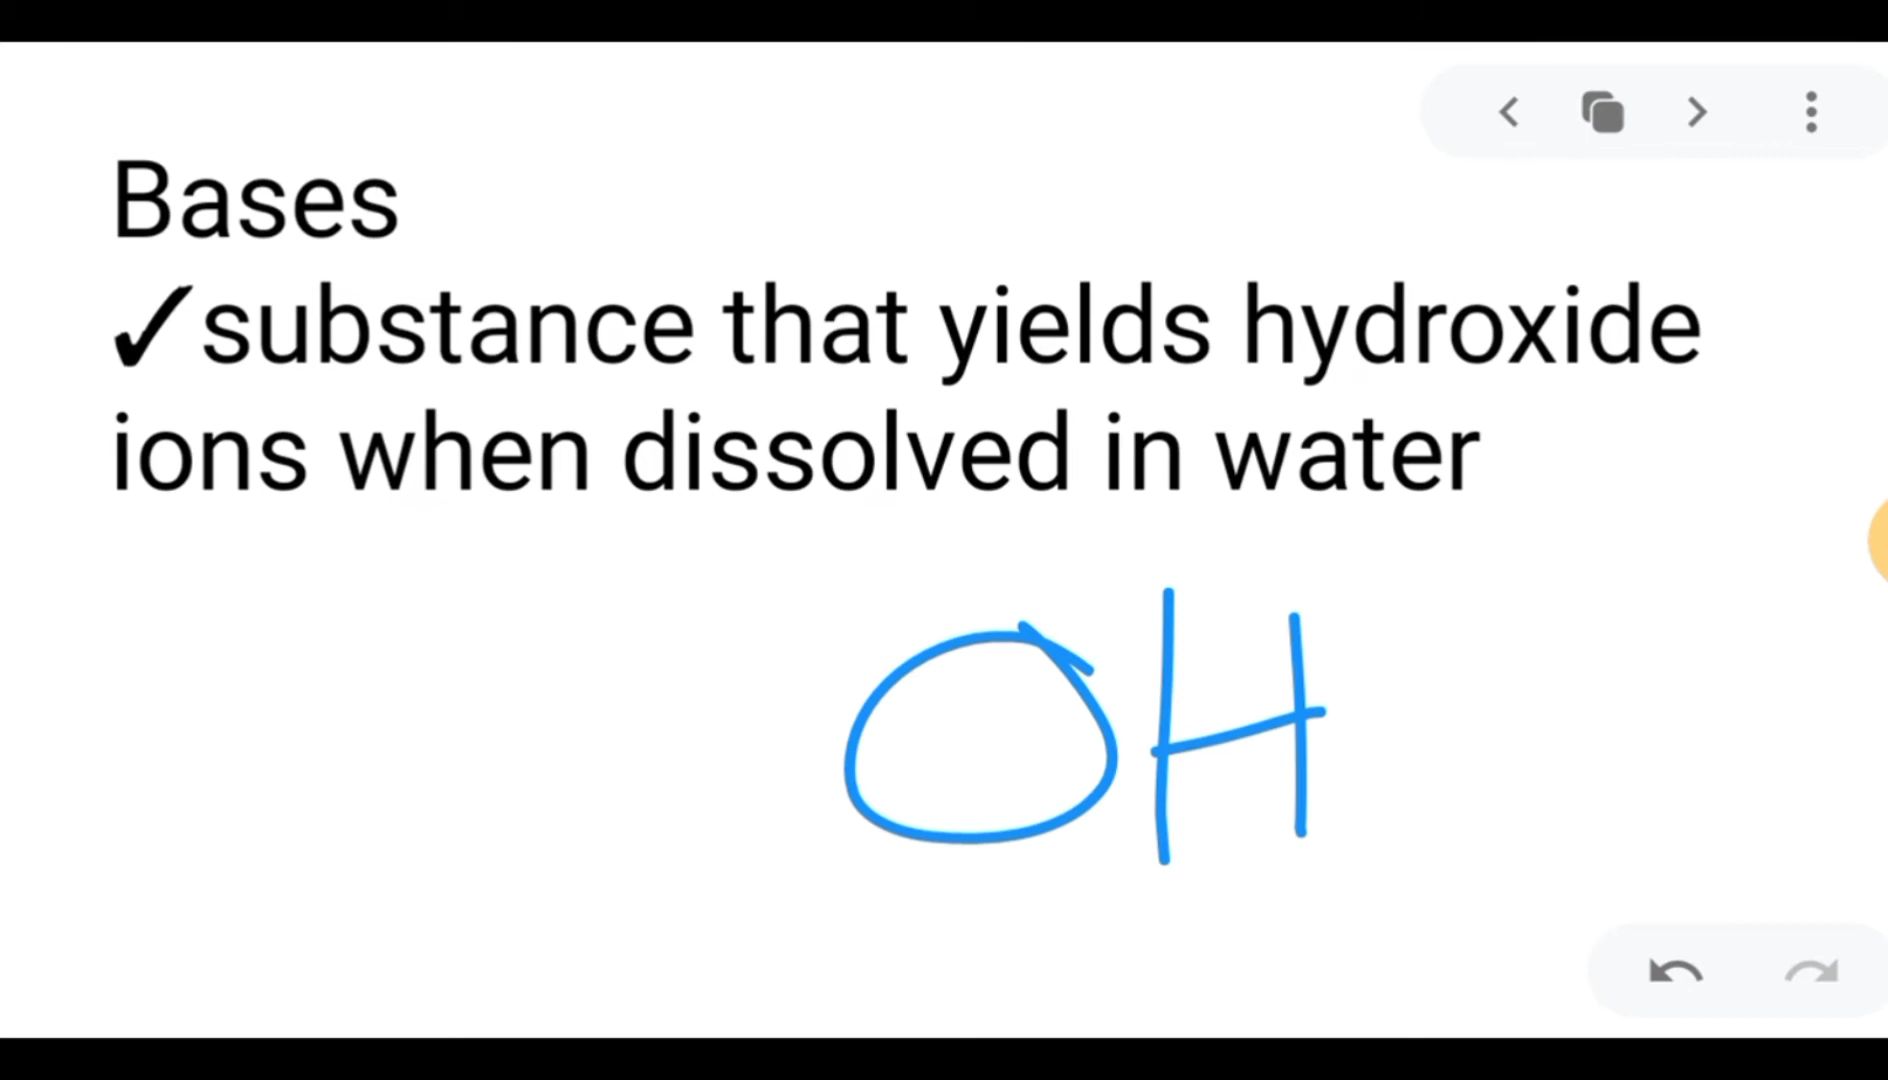 Bases
✓substance that yields hydroxide
ions when dissolved in water
OH